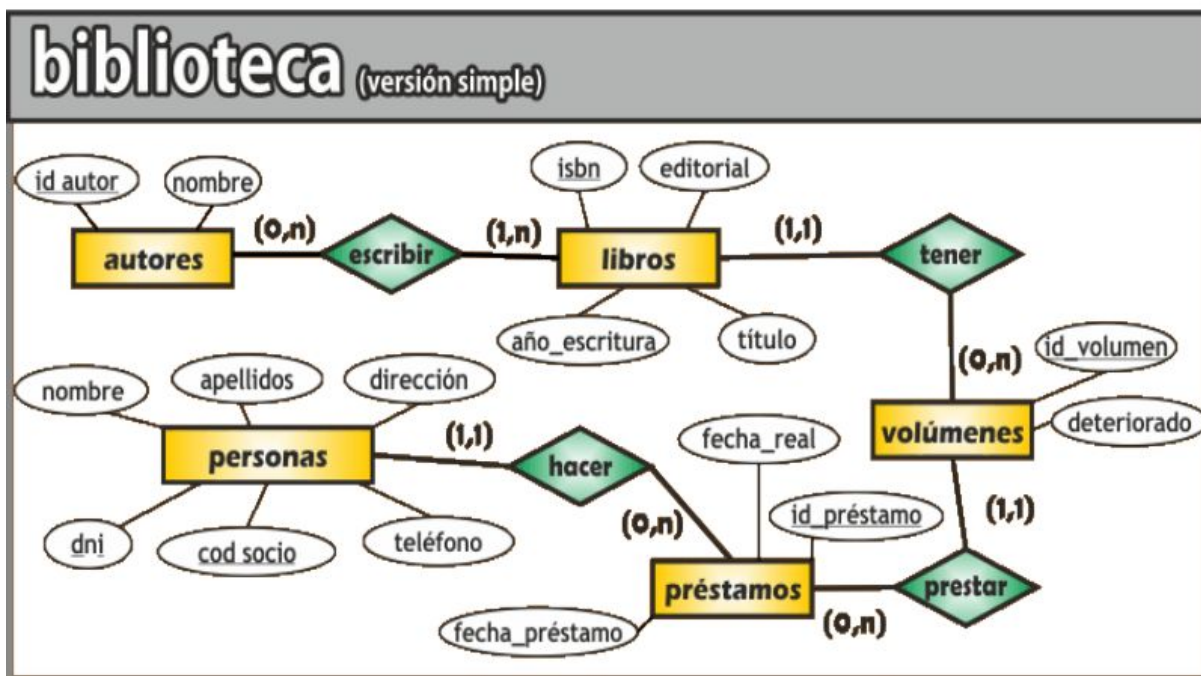 biblioteca (versión simple)
id autor
nombre
isbn
editorial
autores
(0,n)
escribir
(1,n)
libros
(1,1)
tener
año_escritura
título
(0,n)
id_volumen
deteriorado
volúmenes
nombre
apellidos
dirección
personas
(1,1)
hacer
fecha_real
(0,n)
id_préstamo
(1,1)
dni
cod socio
teléfono
préstamos
(0,n)
prestar
fecha_préstamo